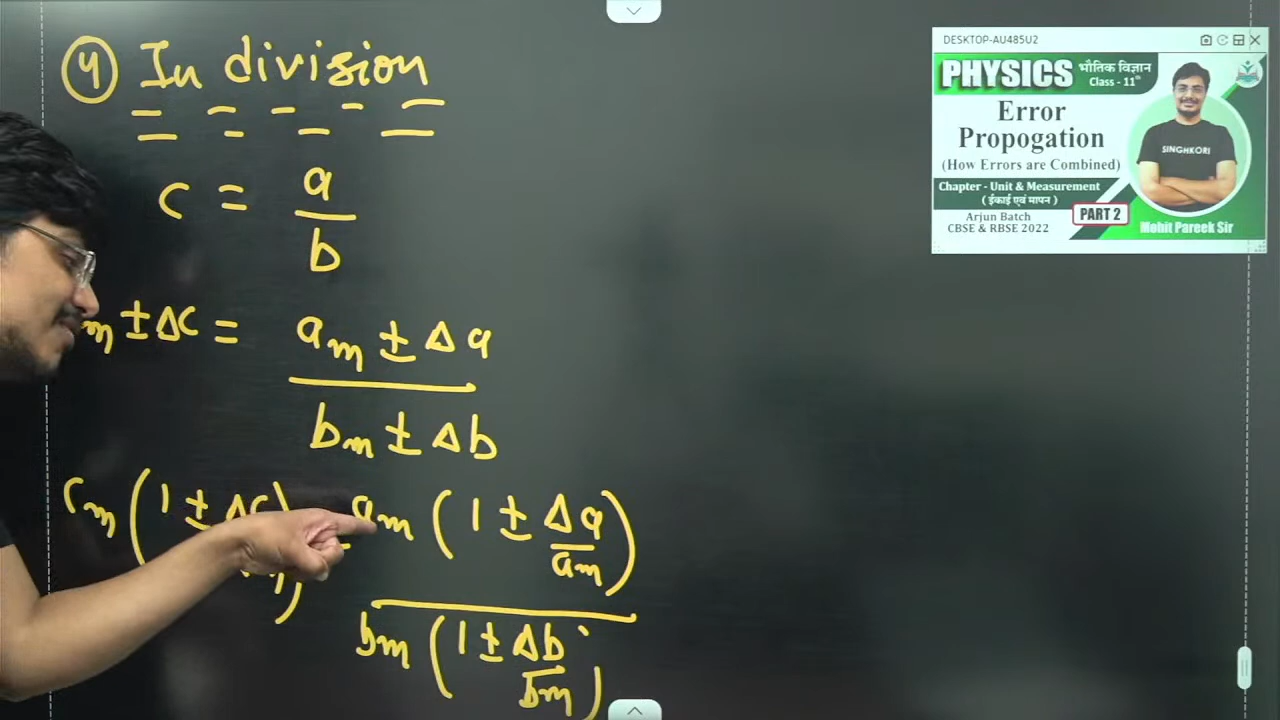 ④ In division
c = a/b
m ± Δc = (am ± Δa)/(bm ± Δb)
cm (1 ± Δc = am (1 ± Δa/am)
bm (1 ± Δb/bm)
DESKTOP-AU485U2
PHYSICS भौतिक विज्ञान
Class - 11th
Error
Propogation
(How Errors are Combined)
Chapter - Unit & Measurement
( ईकाई एवं मापन )
PART 2
Arjun Batch
CBSE & RBSE 2022
Mohit Pareek Sir
SINGHKORI